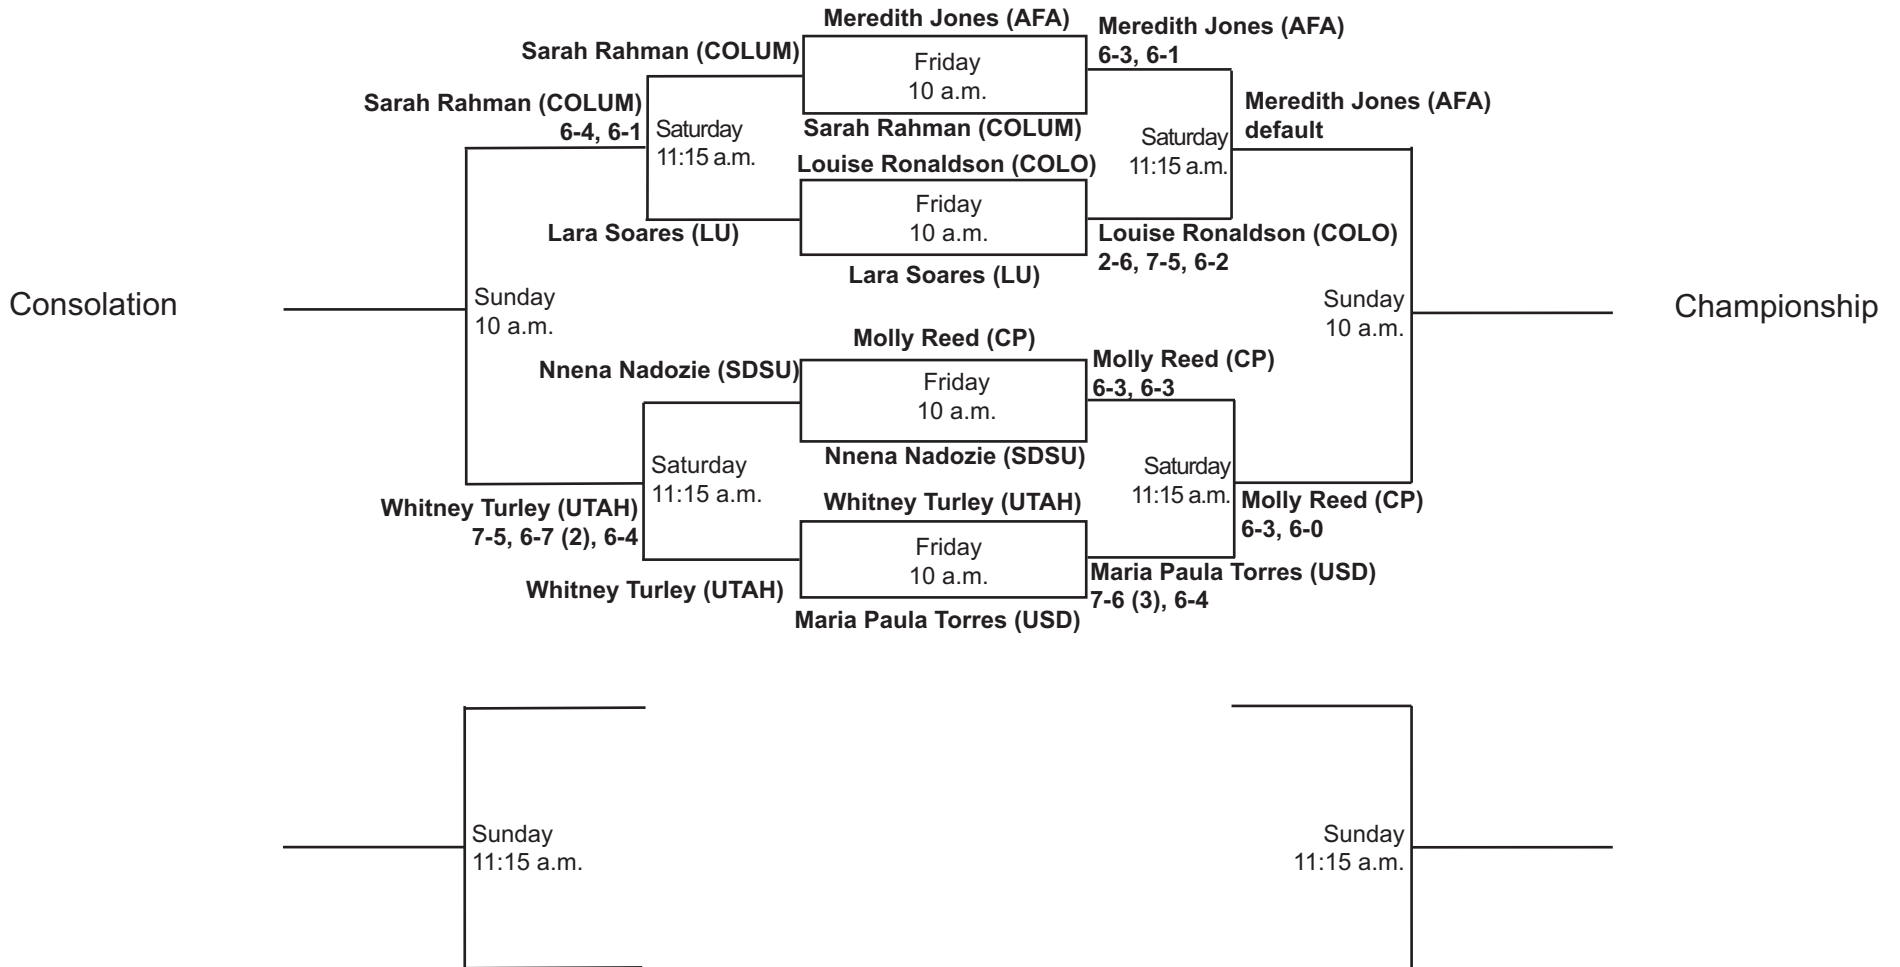 Meredith Jones (AFA)
Meredith Jones (AFA)
6-3, 6-1
Sarah Rahman (COLUM)
Friday
10 a.m.
Sarah Rahman (COLUM)
6-4, 6-1
Meredith Jones (AFA)
default
Saturday
11:15 a.m.
Sarah Rahman (COLUM)
Saturday
11:15 a.m.
Louise Ronaldson (COLO)
Friday
10 a.m.
Lara Soares (LU)
Louise Ronaldson (COLO)
2-6, 7-5, 6-2
Lara Soares (LU)
Consolation
Sunday
10 a.m.
Sunday
10 a.m.
Championship
Molly Reed (CP)
Molly Reed (CP)
6-3, 6-3
Nnena Nadozie (SDSU)
Friday
10 a.m.
Nnena Nadozie (SDSU)
Saturday
11:15 a.m.
Saturday
11:15 a.m.
Whitney Turley (UTAH)
7-5, 6-7 (2), 6-4
Whitney Turley (UTAH)
Molly Reed (CP)
6-3, 6-0
Friday
10 a.m.
Whitney Turley (UTAH)
Maria Paula Torres (USD)
7-6 (3), 6-4
Maria Paula Torres (USD)
Sunday
11:15 a.m.
Sunday
11:15 a.m.